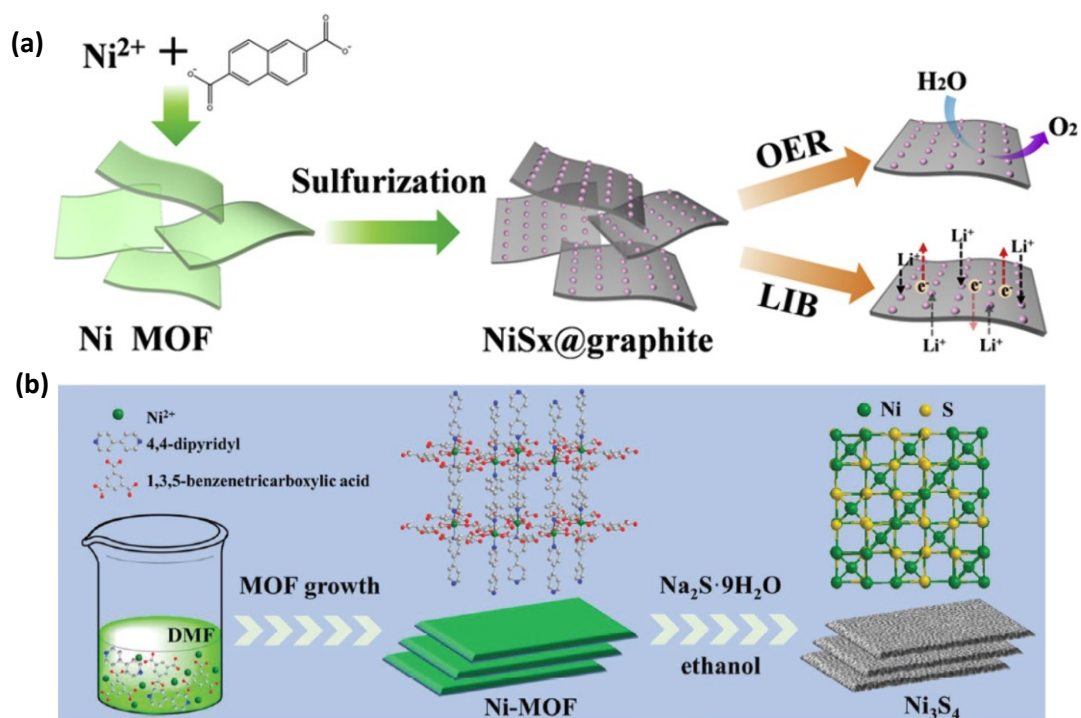 (a)
Ni2+ +
O-
O
O
O-
H2O
O2
OER
Sulfurization
Ni MOF
NiSx@graphite
LIB
Li+ Li+ Li+ Li+
e- e- e-
Li+ Li+
(b)
Ni2+
4,4-dipyridyl
1,3,5-benzenetricarboxylic acid
Ni S
DMF
MOF growth
Na2S·9H2O
ethanol
Ni-MOF
Ni3S4